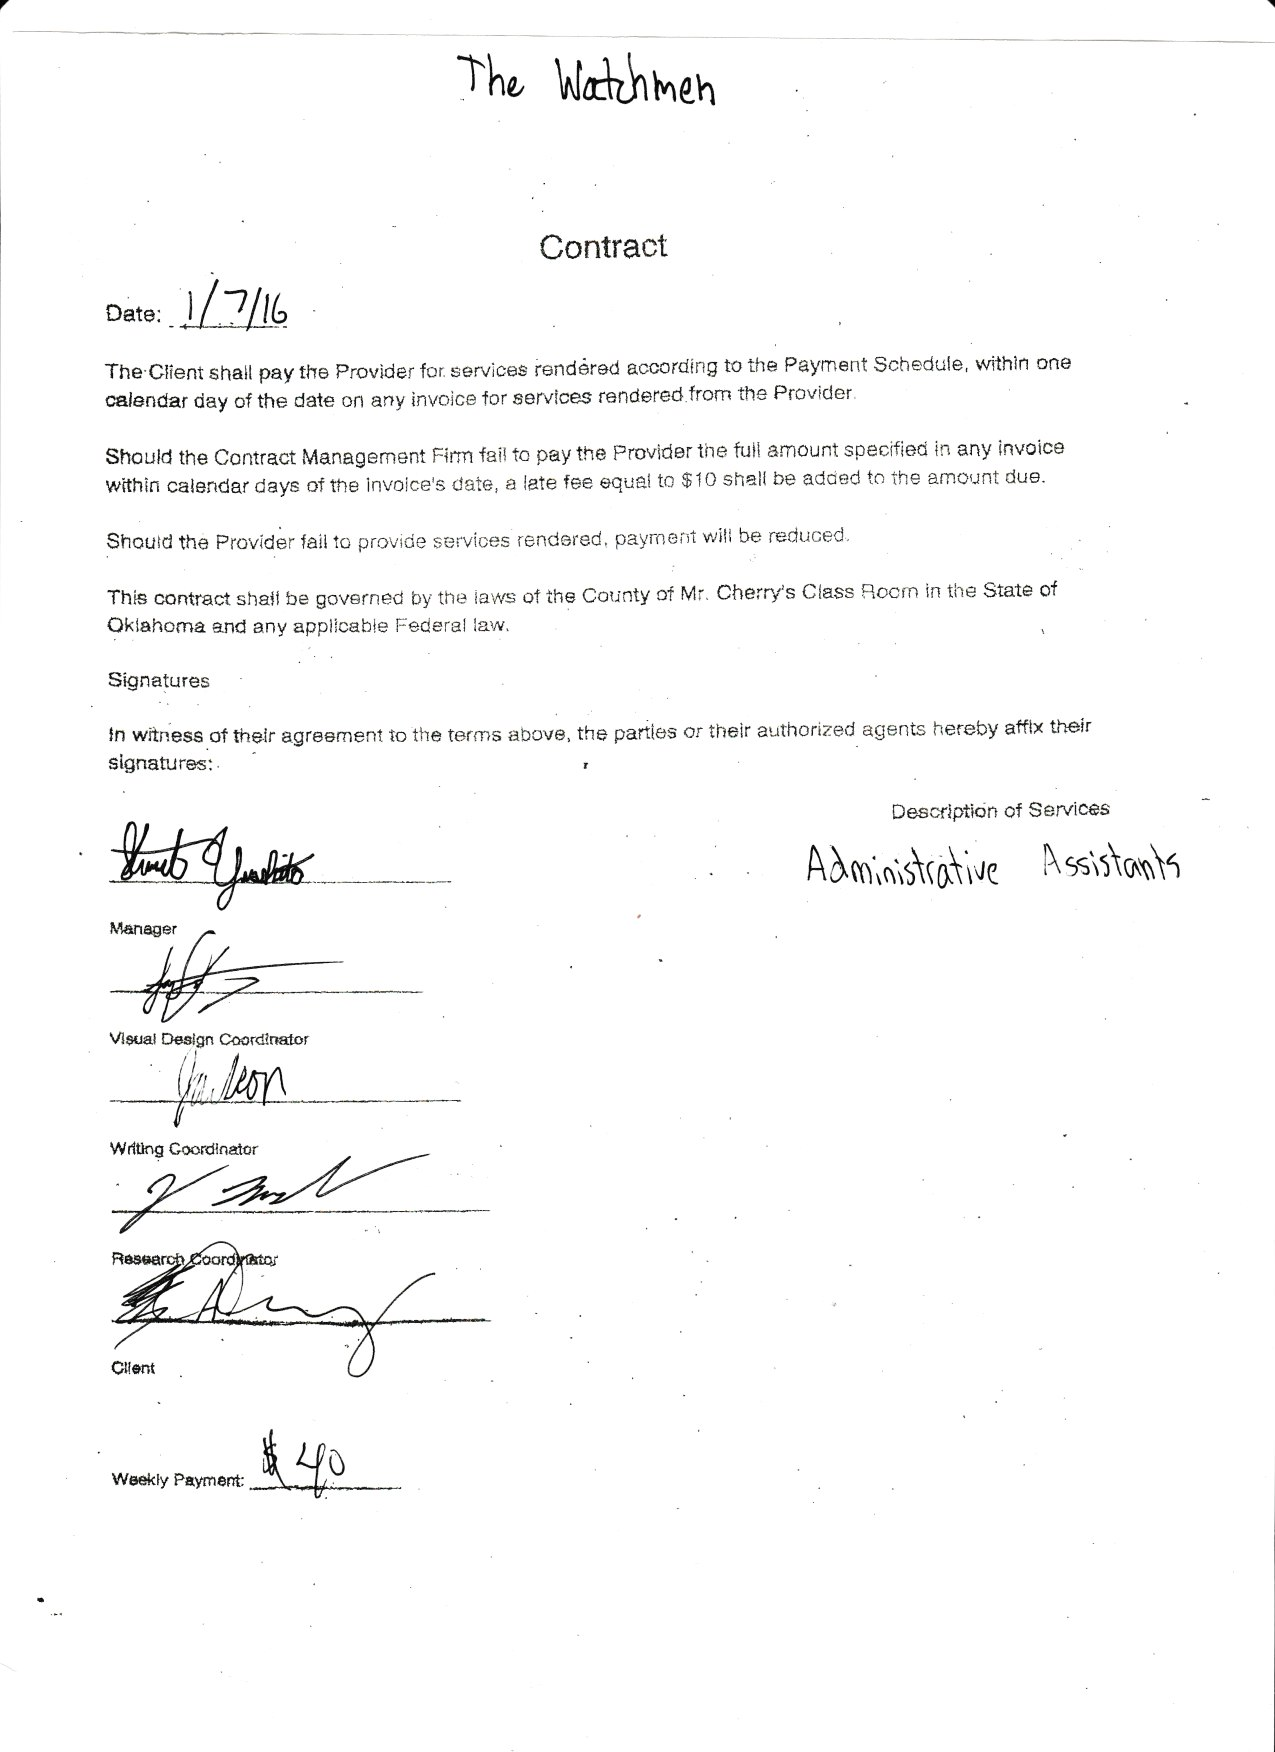 The Watchmen
Contract
Date: 1/7/16
The Client shall pay the Provider for services rendered according to the Payment Schedule, within one
calendar day of the date on any invoice for services rendered from the Provider.
Should the Contract Management Firm fail to pay the Provider the full amount specified in any invoice
within calendar days of the invoice's date, a late fee equal to $10 shall be added to the amount due.
Should the Provider fail to provide services rendered, payment will be reduced.
This contract shall be governed by the laws of the County of Mr. Cherry's Class Room in the State of
Oklahoma and any applicable Federal law.
Signatures
In witness of their agreement to the terms above, the parties or their authorized agents hereby affix their
signatures:
Description of Services
Administrative Assistants
Manager
Visual Design Coordinator
Writing Coordinator
Research Coordinator
Client
Weekly Payment: $ 40